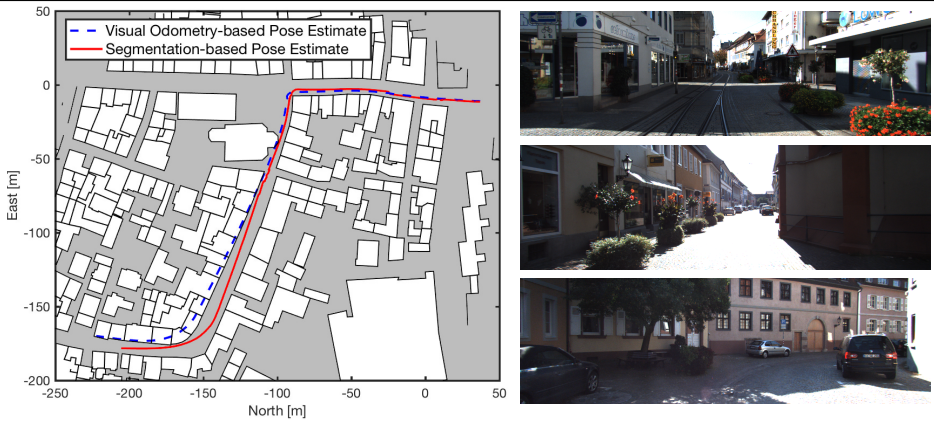 50
Visual Odometry-based Pose Estimate
Segmentation-based Pose Estimate
0
-50
-100
-150
-200
East [m]
-250 -200 -150 -100 -50 0 50
North [m]